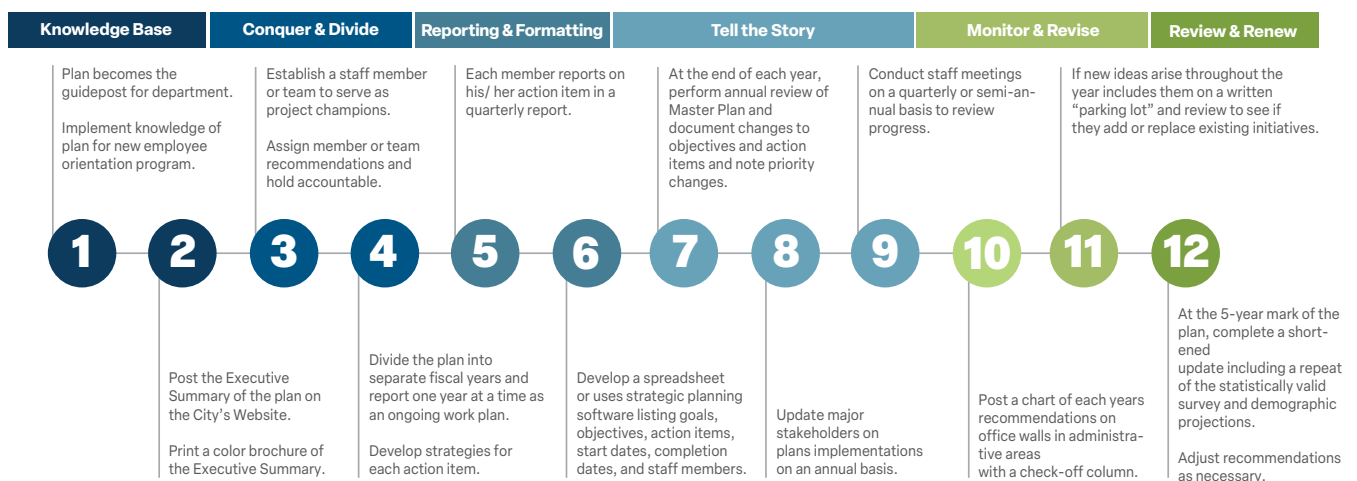 Knowledge Base
Conquer & Divide
Reporting & Formatting
Tell the Story
Monitor & Revise
Review & Renew
Plan becomes the
guidepost for department.
Implement knowledge of
plan for new employee
orientation program.
Establish a staff member
or team to serve as
project champions.
Assign member or team
recommendations and
hold accountable.
Each member reports on
his/ her action item in a
quarterly report.
At the end of each year,
perform annual review of
Master Plan and
document changes to
objectives and action
items and note priority
changes.
Conduct staff meetings
on a quarterly or semi-an-
nual basis to review
progress.
If new ideas arise throughout the
year includes them on a written
“parking lot” and review to see if
they add or replace existing initiatives.
1
2
3
4
5
6
7
8
9
10
11
12
Post the Executive
Summary of the plan on
the City’s Website.
Print a color brochure of
the Executive Summary.
Divide the plan into
separate fiscal years and
report one year at a time as
an ongoing work plan.
Develop strategies for
each action item.
Develop a spreadsheet
or uses strategic planning
software listing goals,
objectives, action items,
start dates, completion
dates, and staff members.
Update major
stakeholders on
plans implementations
on an annual basis.
Post a chart of each years
recommendations on
office walls in administra-
tive areas
with a check-off column.
At the 5-year mark of the
plan, complete a short-
ened
update including a repeat
of the statistically valid
survey and demographic
projections.
Adjust recommendations
as necessary.